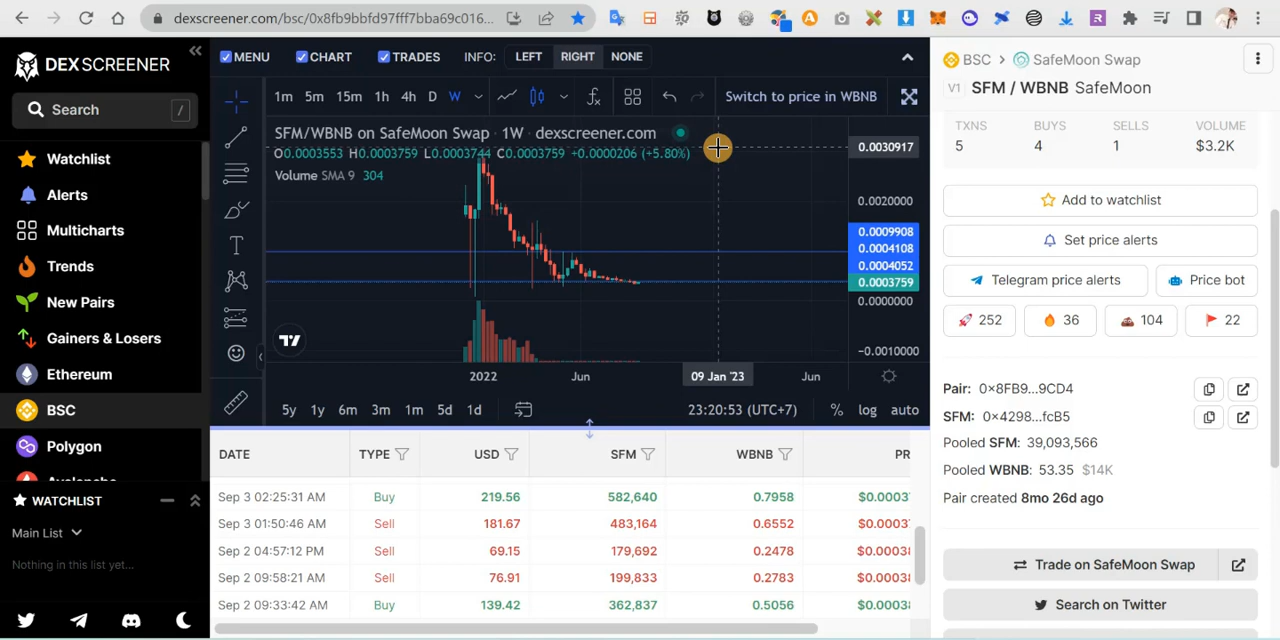 dexscreener.com/bsc/0x8fb9bbfd97fff7bba69c016...
DEX SCREENER
Search /
Watchlist
Alerts
Multicharts
Trends
New Pairs
Gainers & Losers
Ethereum
BSC
Polygon
WATCHLIST
Main List
Nothing in this list yet...
MENU CHART TRADES INFO: LEFT RIGHT NONE
1m 5m 15m 1h 4h D W Switch to price in WBNB
SFM/WBNB on SafeMoon Swap · 1W · dexscreener.com
O0.0003553 H0.0003759 L0.0003744 C0.0003759 +0.0000206 (+5.80%)
Volume SMA 9 304
0.0030917
0.0020000
0.0009908
0.0004108
0.0004052
0.0003759
0.0000000
−0.0010000
2022 Jun 09 Jan '23 Jun
5y 1y 6m 3m 1m 5d 1d 23:20:53 (UTC+7) % log auto
DATE TYPE USD SFM WBNB PR
Sep 3 02:25:31 AM Buy 219.56 582,640 0.7958 $0.0003
Sep 3 01:50:46 AM Sell 181.67 483,164 0.6552 $0.0003
Sep 2 04:57:12 PM Sell 69.15 179,692 0.2478 $0.0003
Sep 2 09:58:21 AM Sell 76.91 199,833 0.2783 $0.0003
Sep 2 09:33:42 AM Buy 139.42 362,837 0.5056 $0.0003
BSC > SafeMoon Swap
V1 SFM / WBNB SafeMoon
TXNS BUYS SELLS VOLUME
5 4 1 $3.2K
Add to watchlist
Set price alerts
Telegram price alerts Price bot
252 36 104 22
Pair: 0×8FB9...9CD4
SFM: 0×4298...fcB5
Pooled SFM: 39,093,566
Pooled WBNB: 53.35 $14K
Pair created 8mo 26d ago
Trade on SafeMoon Swap
Search on Twitter